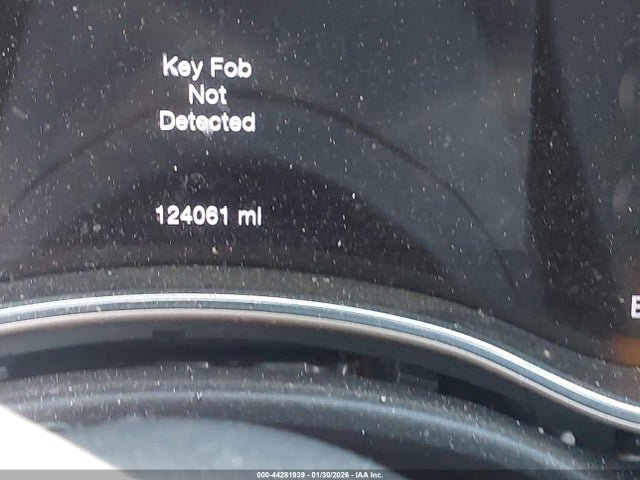 Key Fob
Not
Detected
124061 mi
E
000-44281939 - 01/30/2026 - IAA Inc.